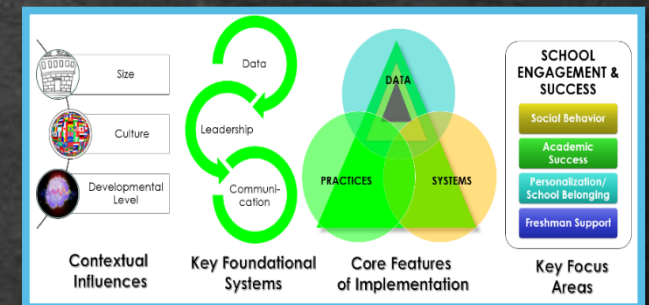 Size
Culture
Developmental
Level
Contextual
Influences
Data
Leadership
Communi-
cation
Key Foundational
Systems
DATA
PRACTICES
SYSTEMS
Core Features
of Implementation
SCHOOL
ENGAGEMENT &
SUCCESS
Social Behavior
Academic
Success
Personalization/
School Belonging
Freshman Support
Key Focus
Areas